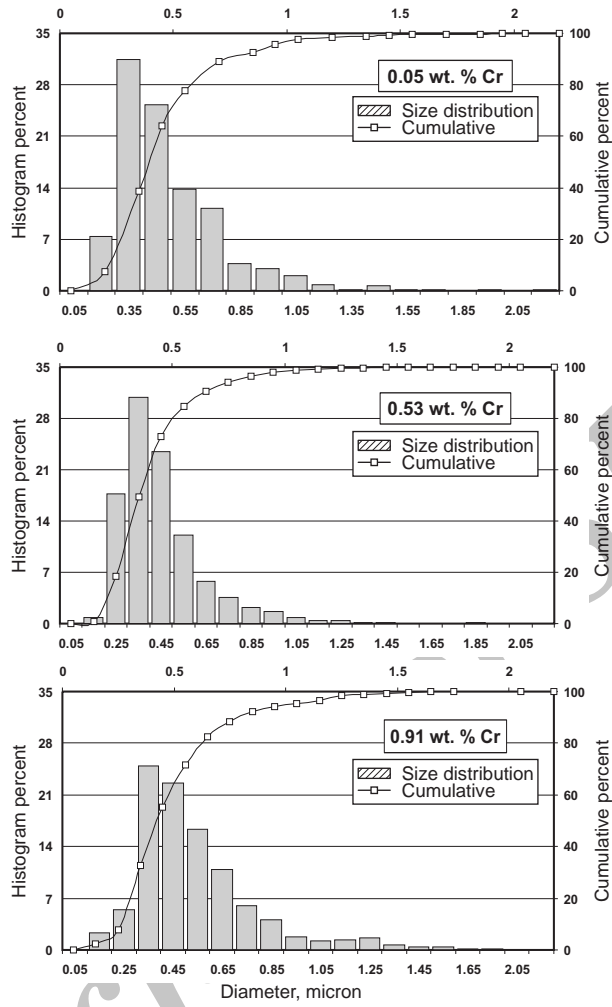 0 0.5 1 1.5 2
35 28 21 14 7 0
Histogram percent
0.05 wt. % Cr
Size distribution
Cumulative
100 80 60 40 20 0
Cumulative percent
0.05 0.35 0.55 0.85 1.05 1.35 1.55 1.85 2.05
0 0.5 1 1.5 2
35 28 21 14 7 0
Histogram percent
0.53 wt. % Cr
Size distribution
Cumulative
100 80 60 40 20 0
Cumulative percent
0.05 0.25 0.45 0.65 0.85 1.05 1.25 1.45 1.65 1.85 2.05
0 0.5 1 1.5 2
35 28 21 14 7 0
Histogram percent
0.91 wt. % Cr
Size distribution
Cumulative
100 80 60 40 20 0
Cumulative percent
0.05 0.25 0.45 0.65 0.85 1.05 1.25 1.45 1.65 1.85 2.05
Diameter, micron